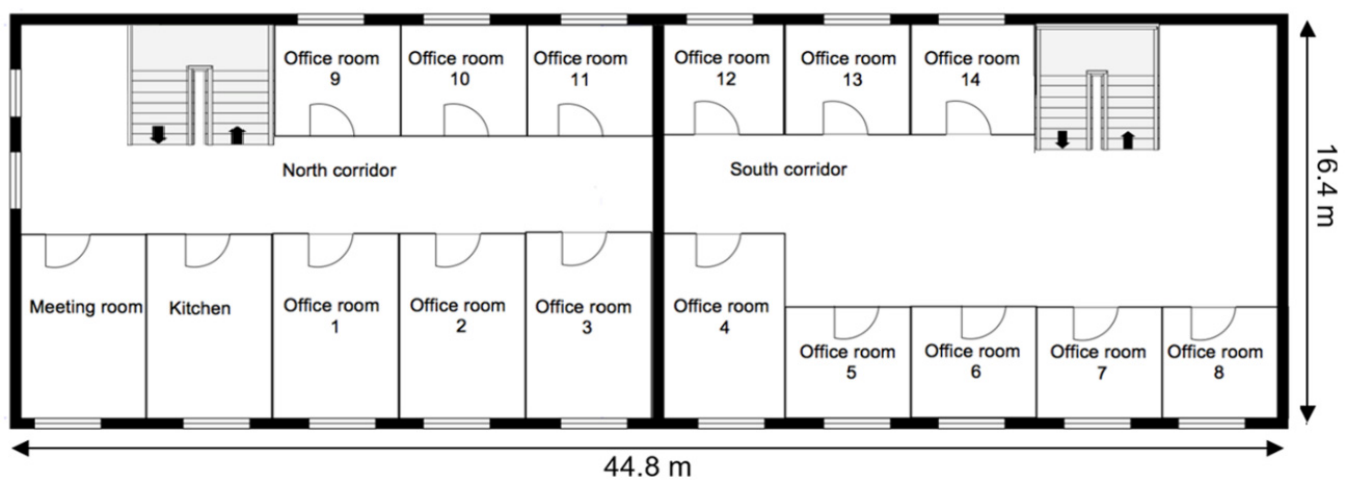 Office room
9
Office room
10
Office room
11
Office room
12
Office room
13
Office room
14
North corridor
South corridor
16.4 m
Meeting room
Kitchen
Office room
1
Office room
2
Office room
3
Office room
4
Office room
5
Office room
6
Office room
7
Office room
8
44.8 m